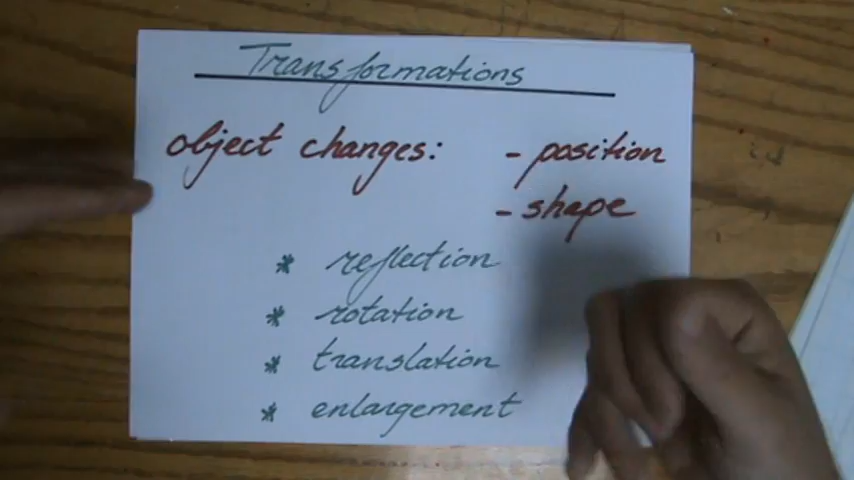 Transformations
object changes: - position
- shape
* reflection
* rotation
* translation
* enlargement